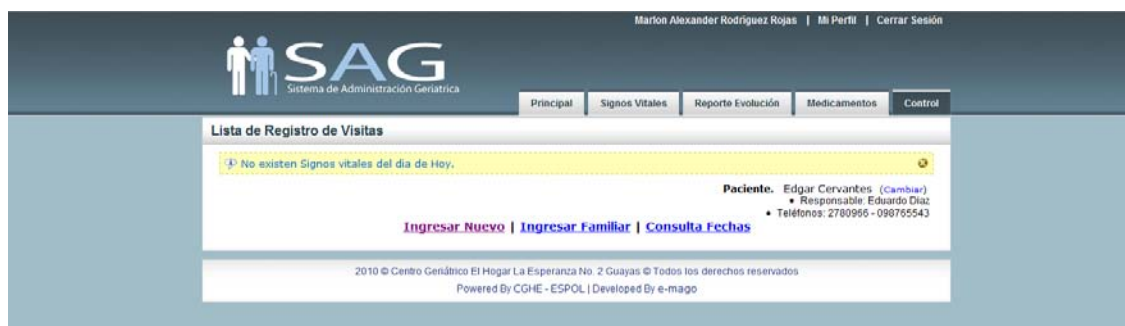 Marlon Alexander Rodriguez Rojas | Mi Perfil | Cerrar Sesión
SAG
Sistema de Administración Geriatrica
Principal Signos Vitales Reporte Evolución Medicamentos Control
Lista de Registro de Visitas
No existen Signos vitales del dia de Hoy.
Paciente. Edgar Cervantes (Cambiar)
• Responsable: Eduardo Diaz
• Teléfonos: 2780966 - 098765543
Ingresar Nuevo | Ingresar Familiar | Consulta Fechas
2010 © Centro Geriátrico El Hogar La Esperanza No. 2 Guayas © Todos los derechos reservados
Powered By CGHE - ESPOL | Developed By e-mago